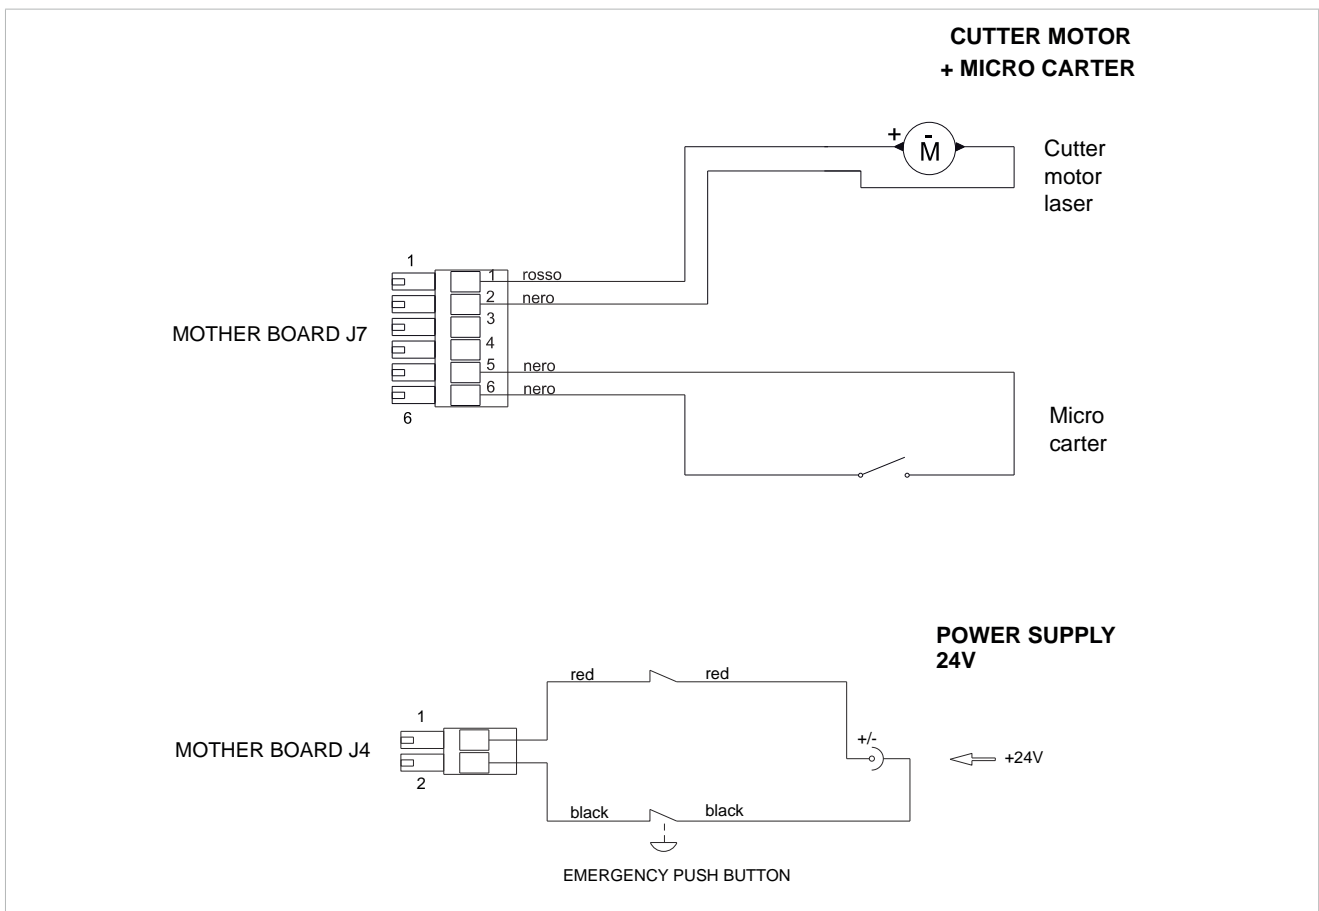 CUTTER MOTOR
+ MICRO CARTER
+
-
M
Cutter
motor
laser
1
1 rosso
2 nero
3
MOTHER BOARD J7
4
5 nero
6 nero
6
Micro
carter
POWER SUPPLY
24V
red red
1
+/-
MOTHER BOARD J4
+24V
2
black black
EMERGENCY PUSH BUTTON